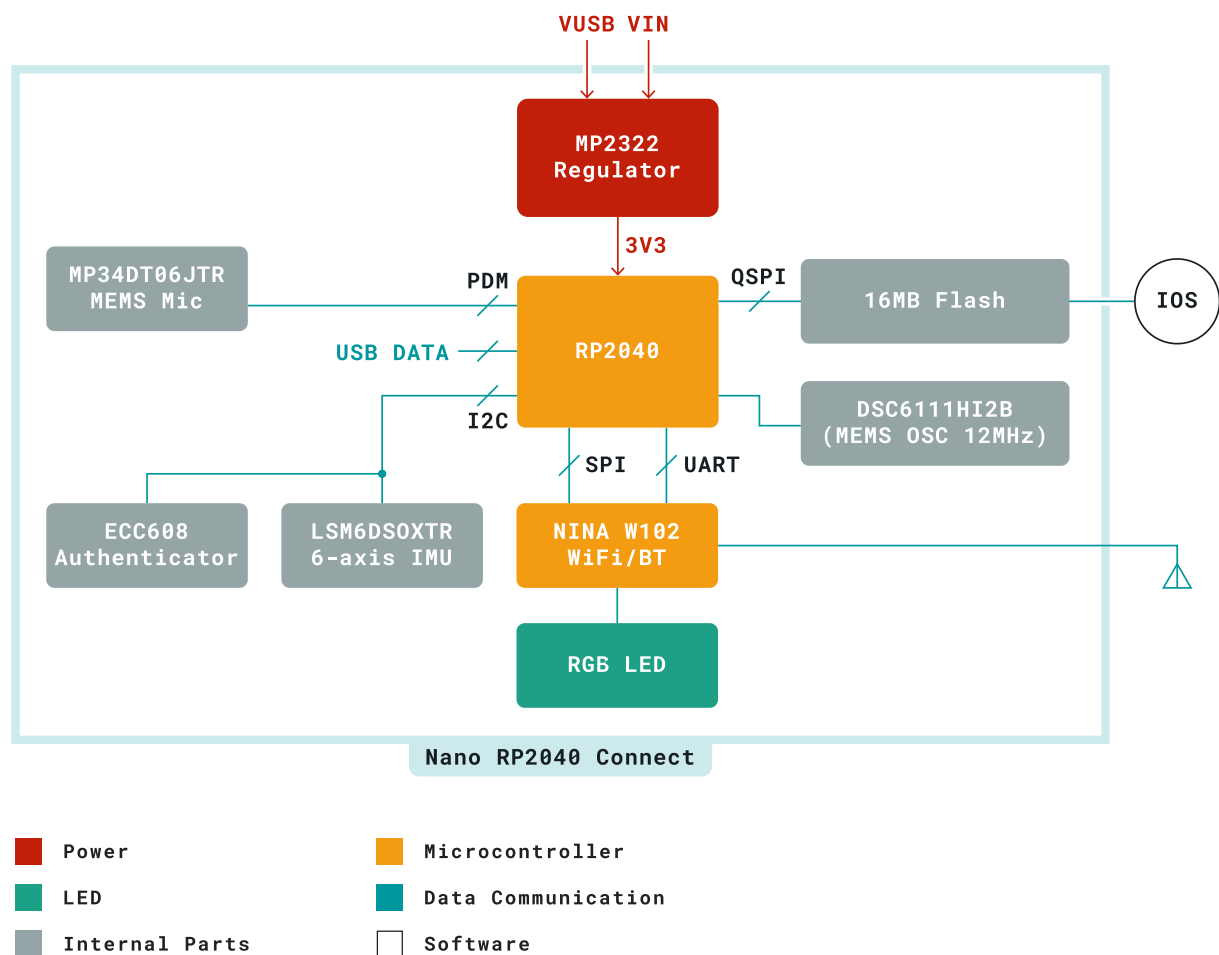 VUSB VIN
MP2322
Regulator
3V3
MP34DT06JTR
MEMS Mic
PDM
QSPI
16MB Flash
IOS
RP2040
USB DATA
I2C
DSC6111HI2B
(MEMS OSC 12MHz)
SPI
UART
ECC608
Authenticator
LSM6DSOXTR
6-axis IMU
NINA W102
WiFi/BT
RGB LED
Nano RP2040 Connect
Power
Microcontroller
LED
Data Communication
Internal Parts
Software